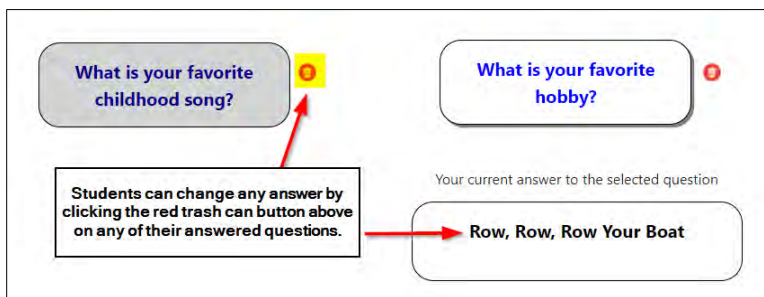 What is your favorite
childhood song?
What is your favorite
hobby?
Students can change any answer by
clicking the red trash can button above
on any of their answered questions.
Your current answer to the selected question
Row, Row, Row Your Boat